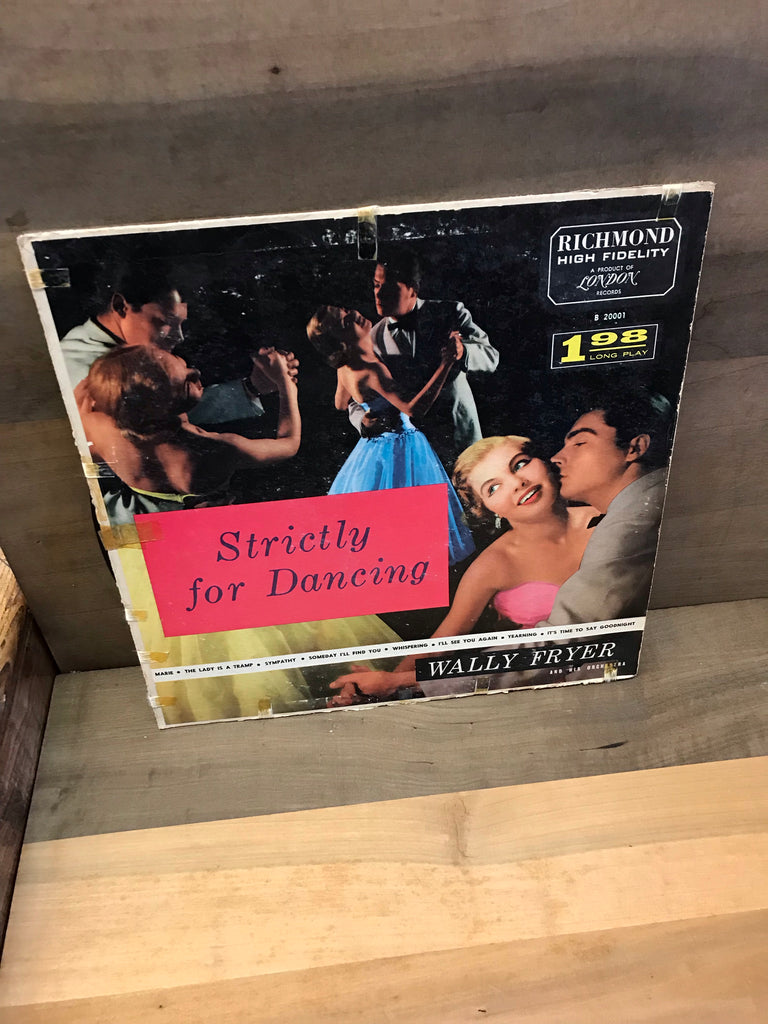 RICHMOND
HIGH FIDELITY
A PRODUCT OF
LONDON
RECORDS
B 20001
1 98
LONG PLAY
Strictly
for Dancing
MARIE • THE LADY IS A TRAMP • SYMPATHY • SOMEDAY I'LL FIND YOU • WHISPERING • I'LL SEE YOU AGAIN • YEARNING • IT'S TIME TO SAY GOODNIGHT
WALLY FRYER
AND HIS ORCHESTRA